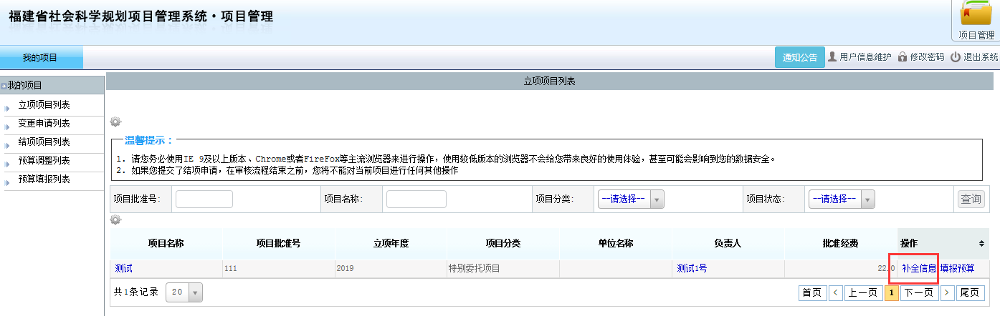 福建省社会科学规划项目管理系统·项目管理
项目管理
我的项目
通知公告 用户信息维护 修改密码 退出系统
我的项目
立项项目列表
变更申请列表
结项项目列表
预算调整列表
预算填报列表
立项项目列表
温馨提示：
1. 请您务必使用IE 9及以上版本、Chrome或者FireFox等主流浏览器来进行操作，使用较低版本的浏览器不会给您带来良好的使用体验，甚至可能会影响到您的数据安全。
2. 如果您提交了结项申请，在审核流程结束之前，您将不能对当前项目进行任何其他操作
项目批准号: 项目名称: 项目分类: --请选择-- 项目状态: --请选择-- 查询
项目名称 项目批准号 立项年度 项目分类 单位名称 负责人 批准经费 操作
测试 111 2019 特别委托项目 测试1号 补全信息 填报预算
共1条记录 20 首页 < 上一页 1 下一页 > 尾页